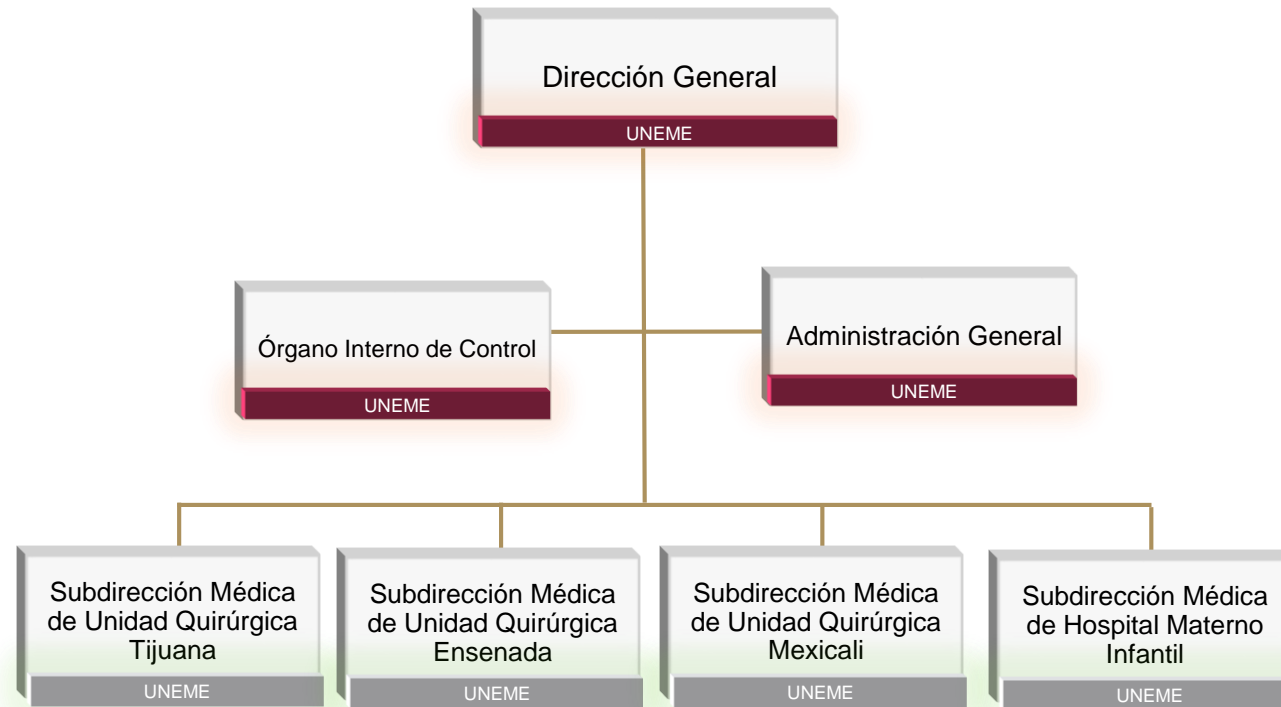 Dirección General
UNEME
Órgano Interno de Control
UNEME
Administración General
UNEME
Subdirección Médica
de Unidad Quirúrgica
Tijuana
UNEME
Subdirección Médica
de Unidad Quirúrgica
Ensenada
UNEME
Subdirección Médica
de Unidad Quirúrgica
Mexicali
UNEME
Subdirección Médica
de Hospital Materno
Infantil
UNEME